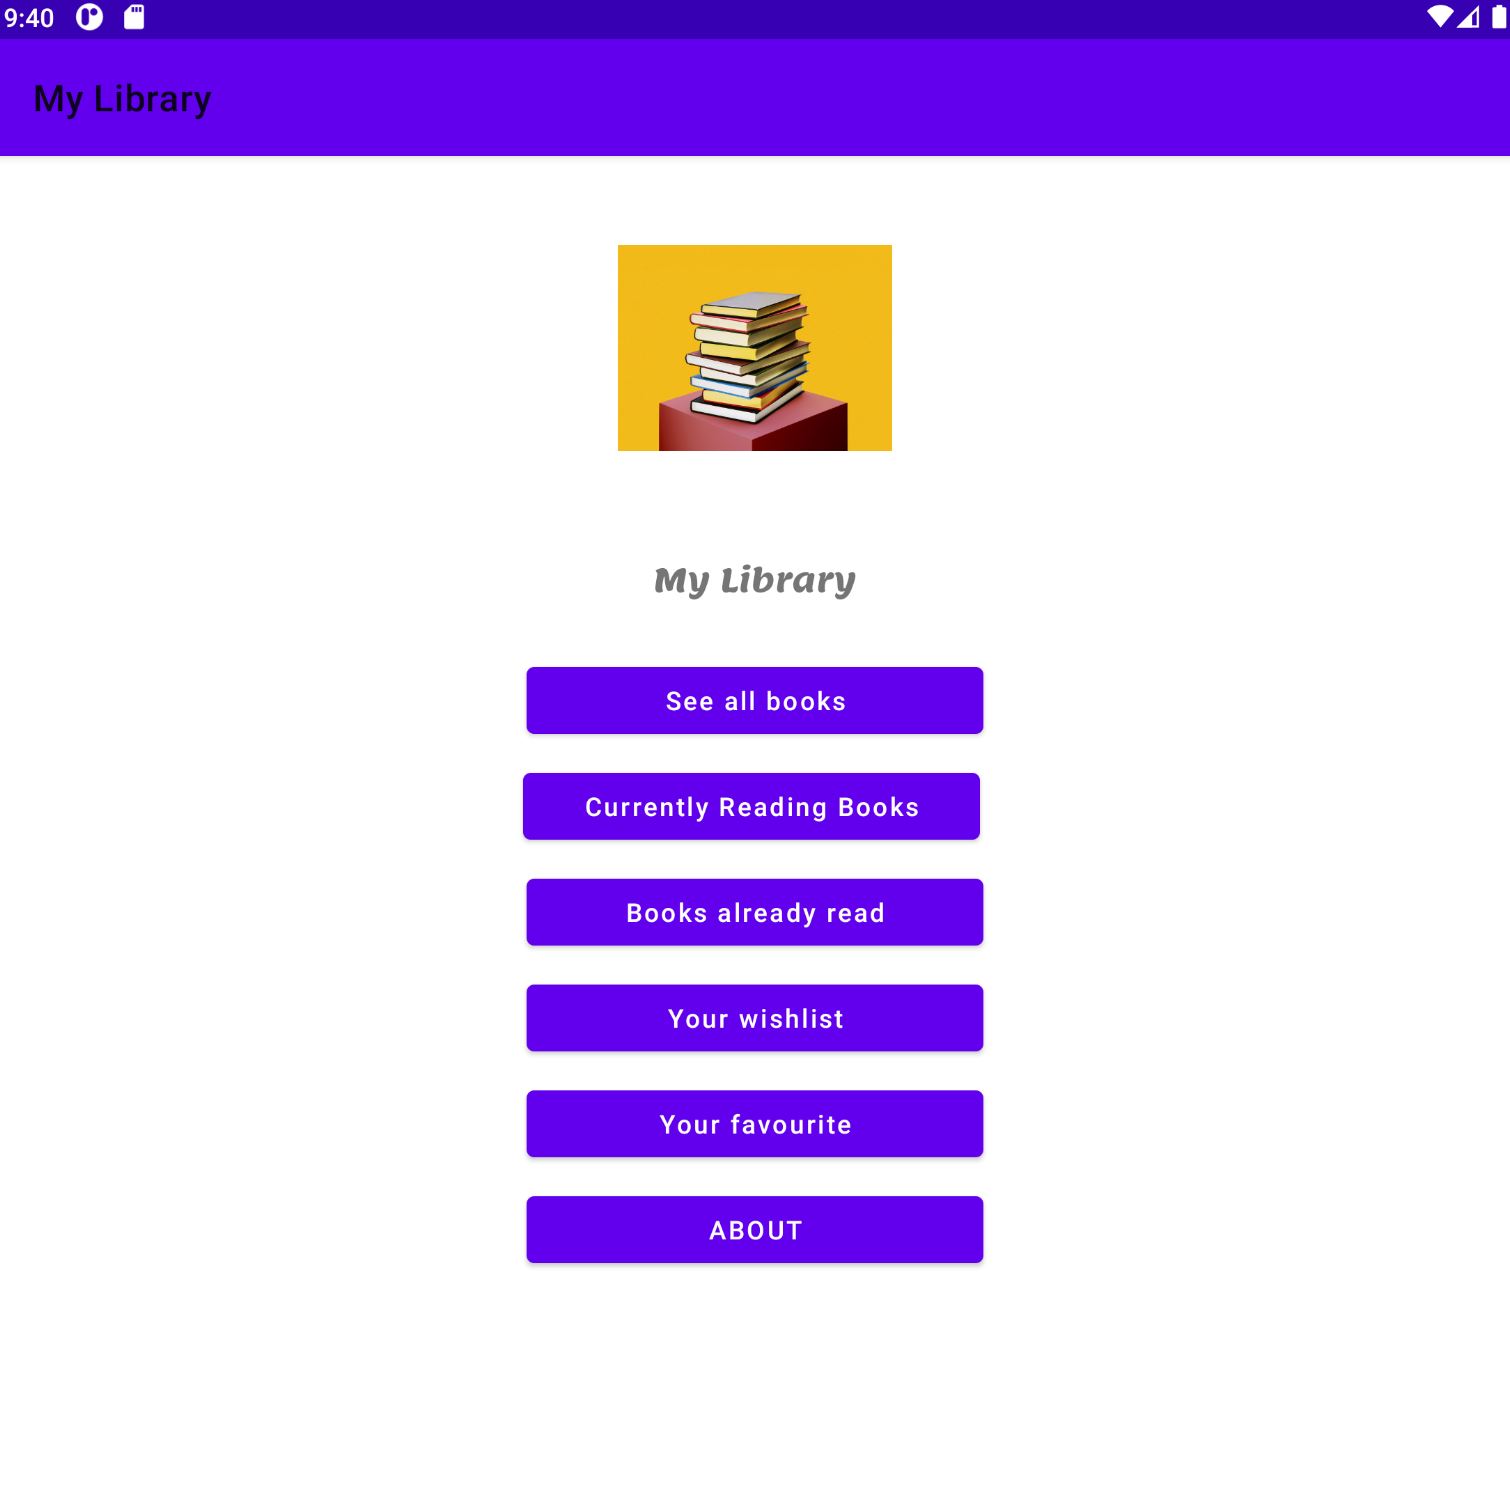 9:40
My Library
My Library
See all books
Currently Reading Books
Books already read
Your wishlist
Your favourite
ABOUT